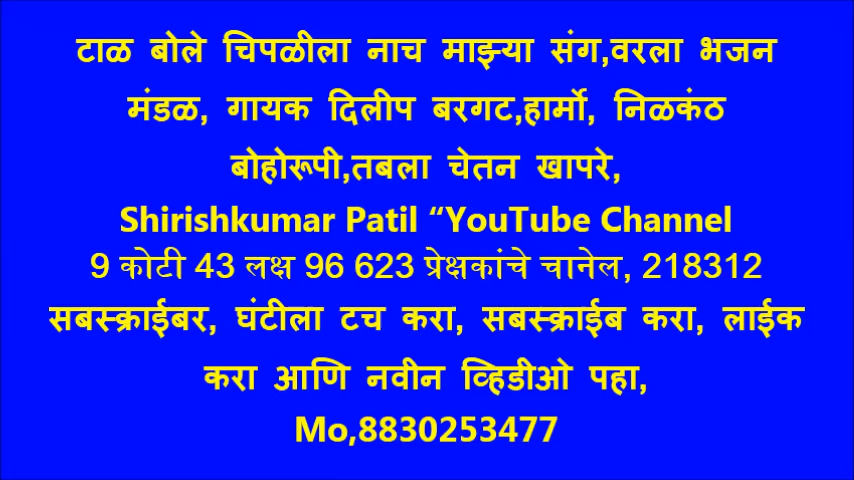 टाळ बोले चिपळीला नाच माझ्या संग,वरला भजन
मंडळ, गायक दिलीप बरगट,हार्मो, निळकंठ
बोहोरूपी,तबला चेतन खापरे,
Shirishkumar Patil “YouTube Channel
9 कोटी 43 लक्ष 96 623 प्रेक्षकांचे चानेल, 218312
सबस्क्राईबर, घंटीला टच करा, सबस्क्राईब करा, लाईक
करा आणि नवीन व्हिडीओ पहा,
Mo,8830253477